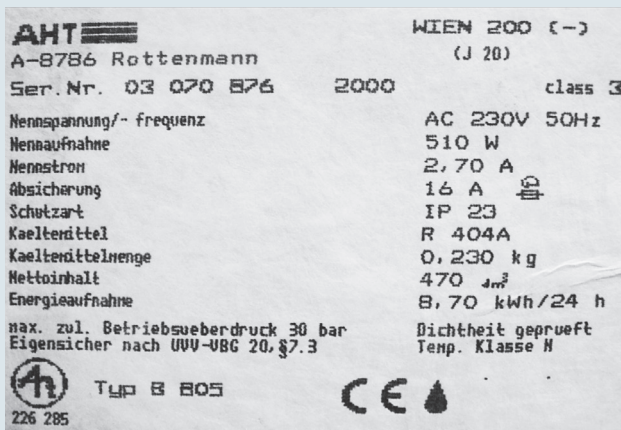 AHT
WIEN 200 (-)
A-8786 Rottenmann
(J 20)
Ser.Nr. 03 070 876 2000 class 3
Nennspannung/- frequenz AC 230V 50Hz
Nennaufnahme 510 W
Nennstrom 2,70 A
Absicherung 16 A
Schutzart IP 23
Kaeltemittel R 404A
Kaeltemittelmenge 0,230 kg
Nettoinhalt 470 dm³
Energieaufnahme 8,70 kWh/24 h
max. zul. Betriebsueberdruck 30 bar
Dichtheit geprueft
Eigensicher nach UVV-VBG 20,§7.3
Temp. Klasse N
Typ B 805
CE
226 285